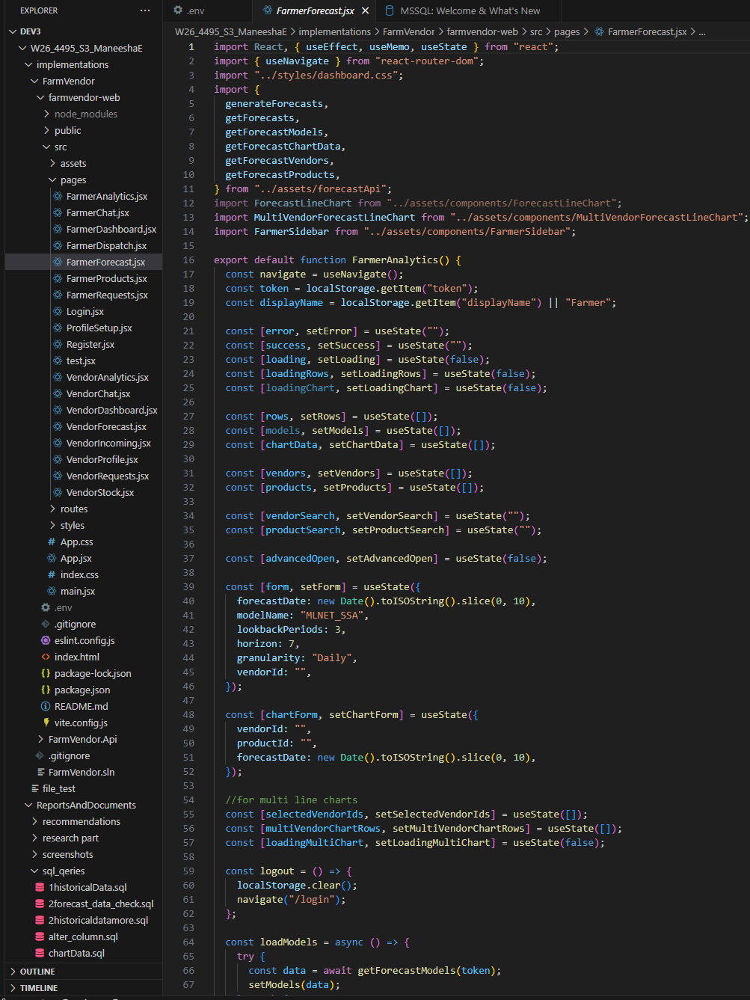 EXPLORER
···
DEV3
W26_4495_S3_ManeeshaE
implementations
FarmVendor
farmvendor-web
node_modules
public
src
assets
pages
FarmerAnalytics.jsx
FarmerChat.jsx
FarmerDashboard.jsx
FarmerDispatch.jsx
FarmerForecast.jsx
FarmerProducts.jsx
FarmerRequests.jsx
Login.jsx
ProfileSetup.jsx
Register.jsx
test.jsx
VendorAnalytics.jsx
VendorChat.jsx
VendorDashboard.jsx
VendorForecast.jsx
VendorIncoming.jsx
VendorProfile.jsx
VendorRequests.jsx
VendorStock.jsx
routes
styles
# App.css
App.jsx
# index.css
main.jsx
.env
.gitignore
eslint.config.js
<> index.html
{} package-lock.json
{} package.json
README.md
vite.config.js
FarmVendor.Api
.gitignore
FarmVendor.sln
file_test
ReportsAndDocuments
recommendations
research part
screenshots
sql_qeries
1historicalData.sql
2forecast_data_check.sql
2historicaldatamore.sql
alter_column.sql
chartData.sql
OUTLINE
TIMELINE
.env
FarmerForecast.jsx ×
MSSQL: Welcome & What's New
W26_4495_S3_ManeeshaE > implementations > FarmVendor > farmvendor-web > src > pages > FarmerForecast.jsx > ...
1 import React, { useEffect, useMemo, useState } from "react";
2 import { useNavigate } from "react-router-dom";
3 import "../styles/dashboard.css";
4 import {
5 generateForecasts,
6 getForecasts,
7 getForecastModels,
8 getForecastChartData,
9 getForecastVendors,
10 getForecastProducts,
11 } from "../assets/forecastApi";
12 import ForecastLineChart from "../assets/components/ForecastLineChart";
13 import MultiVendorForecastLineChart from "../assets/components/MultiVendorForecastLineChart";
14 import FarmerSidebar from "../assets/components/FarmerSidebar";
15
16 export default function FarmerAnalytics() {
17 const navigate = useNavigate();
18 const token = localStorage.getItem("token");
19 const displayName = localStorage.getItem("displayName") || "Farmer";
20
21 const [error, setError] = useState("");
22 const [success, setSuccess] = useState("");
23 const [loading, setLoading] = useState(false);
24 const [loadingRows, setLoadingRows] = useState(false);
25 const [loadingChart, setLoadingChart] = useState(false);
26
27 const [rows, setRows] = useState([]);
28 const [models, setModels] = useState([]);
29 const [chartData, setChartData] = useState([]);
30
31 const [vendors, setVendors] = useState([]);
32 const [products, setProducts] = useState([]);
33
34 const [vendorSearch, setVendorSearch] = useState("");
35 const [productSearch, setProductSearch] = useState("");
36
37 const [advancedOpen, setAdvancedOpen] = useState(false);
38
39 const [form, setForm] = useState({
40 forecastDate: new Date().toISOString().slice(0, 10),
41 modelName: "MLNET_SSA",
42 lookbackPeriods: 3,
43 horizon: 7,
44 granularity: "Daily",
45 vendorId: "",
46 });
47
48 const [chartForm, setChartForm] = useState({
49 vendorId: "",
50 productId: "",
51 forecastDate: new Date().toISOString().slice(0, 10),
52 });
53
54 //for multi line charts
55 const [selectedVendorIds, setSelectedVendorIds] = useState([]);
56 const [multiVendorChartRows, setMultiVendorChartRows] = useState([]);
57 const [loadingMultiChart, setLoadingMultiChart] = useState(false);
58
59 const logout = () => {
60 localStorage.clear();
61 navigate("/login");
62 };
63
64 const loadModels = async () => {
65 try {
66 const data = await getForecastModels(token);
67 setModels(data);